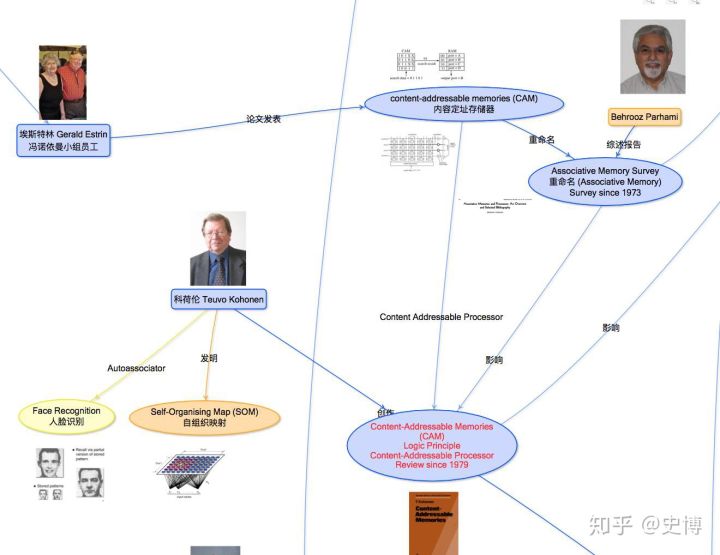 CAM
RAM
content-addressable memories (CAM)
内容定址存储器
Behrooz Parhami
埃斯特林 Gerald Estrin
冯诺依曼小组员工
论文发表
重命名
综述报告
Associative Memory Survey
重命名 (Associative Memory)
Survey since 1973
科荷伦 Teuvo Kohonen
Content Addressable Processor
影响
影响
Autoassociator
发明
Face Recognition
人脸识别
Self-Organising Map (SOM)
自组织映射
创作
Content-Addressable Memories
(CAM)
Logic Principle
Content-Addressable Processor
Review since 1979
Content-
Addressable
Memories
知乎 @史博